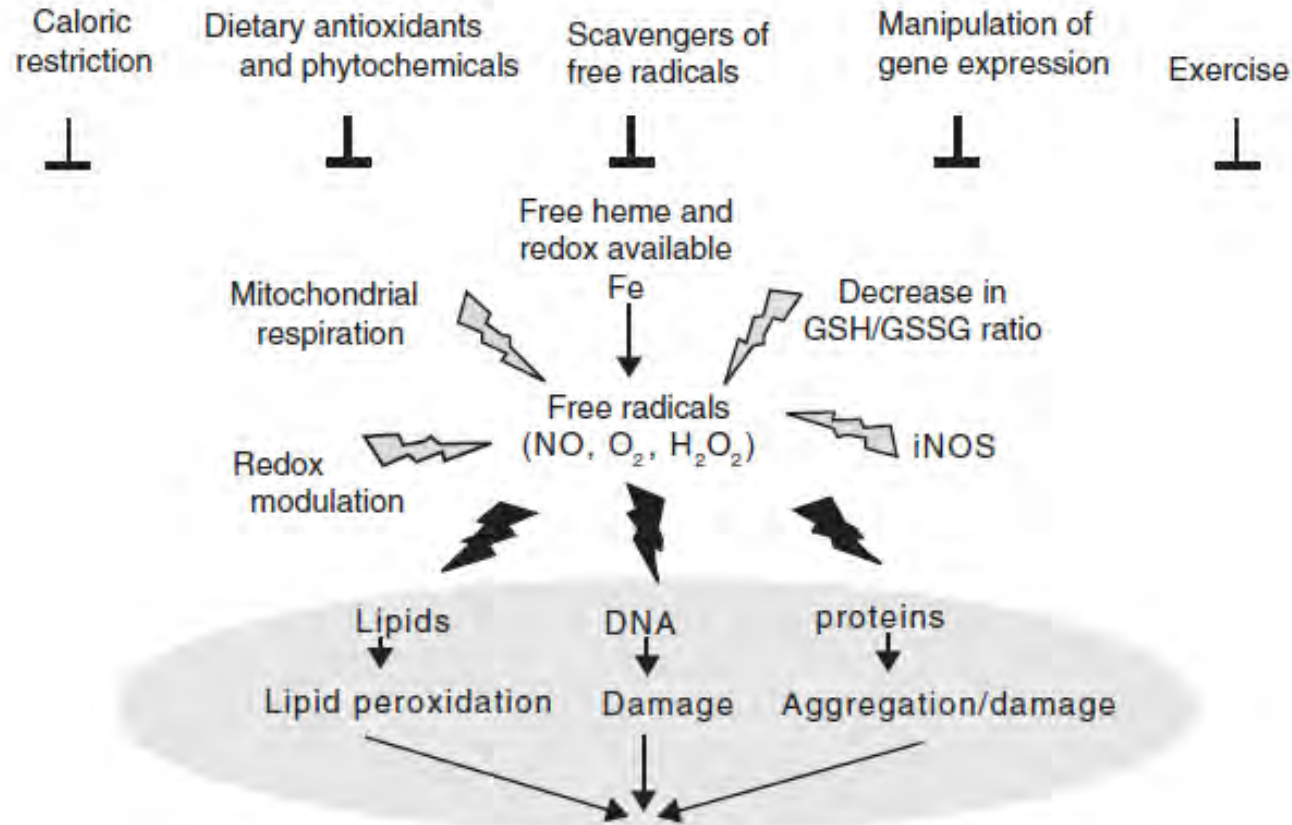 Caloric
restriction
Dietary antioxidants
and phytochemicals
Scavengers of
free radicals
Manipulation of
gene expression
Exercise
Free heme and
redox available
Fe
Mitochondrial
respiration
Decrease in
GSH/GSSG ratio
Free radicals
(NO, O₂, H₂O₂)
Redox
modulation
iNOS
Lipids
DNA
proteins
Lipid peroxidation
Damage
Aggregation/damage